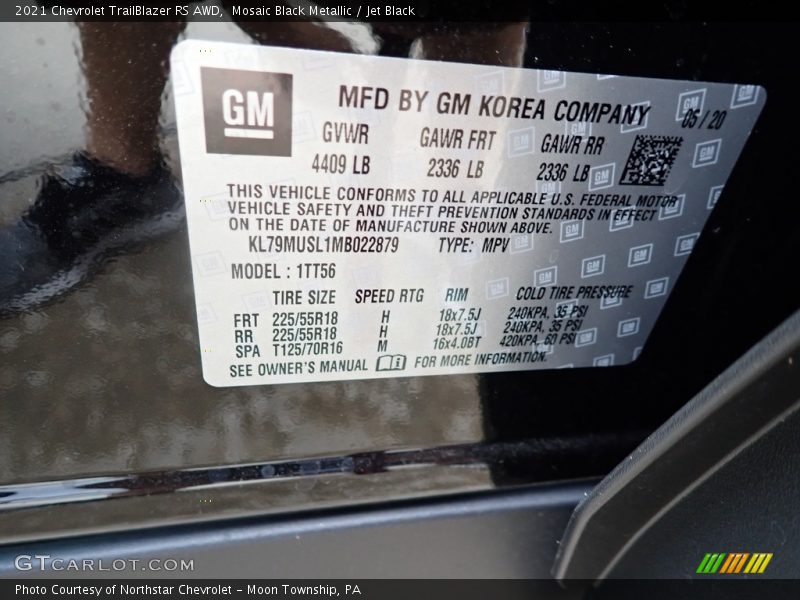 2021 Chevrolet TrailBlazer RS AWD,  Mosaic Black Metallic / Jet Black
GM
MFD BY GM KOREA COMPANY 05 / 20
GVWR GAWR FRT GAWR RR
4409 LB 2336 LB 2336 LB
THIS VEHICLE CONFORMS TO ALL APPLICABLE U.S. FEDERAL MOTOR
VEHICLE SAFETY AND THEFT PREVENTION STANDARDS IN EFFECT
ON THE DATE OF MANUFACTURE SHOWN ABOVE.
KL79MUSL1MB022879 TYPE: MPV
MODEL : 1TT56
TIRE SIZE SPEED RTG RIM COLD TIRE PRESSURE
FRT 225/55R18 H 18x7.5J 240KPA, 35 PSI
RR 225/55R18 H 18x7.5J 240KPA, 35 PSI
SPA T125/70R16 M 16x4.0BT 420KPA, 60 PSI
SEE OWNER'S MANUAL FOR MORE INFORMATION.
GTCARLOT.COM
Photo Courtesy of Northstar Chevrolet – Moon Township, PA